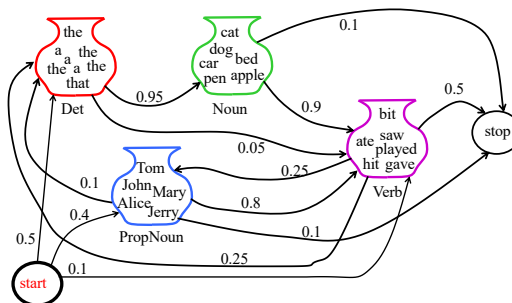 the
a the
a
the a the
that
Det
0.95
cat
dog
car bed
pen apple
Noun
0.1
0.9
0.05
bit
ate saw
played
hit gave
Verb
0.5
stop
Tom
John Mary
Alice
Jerry
PropNoun
0.25
0.8
0.1
0.1
0.4
0.5
0.1
0.25
start